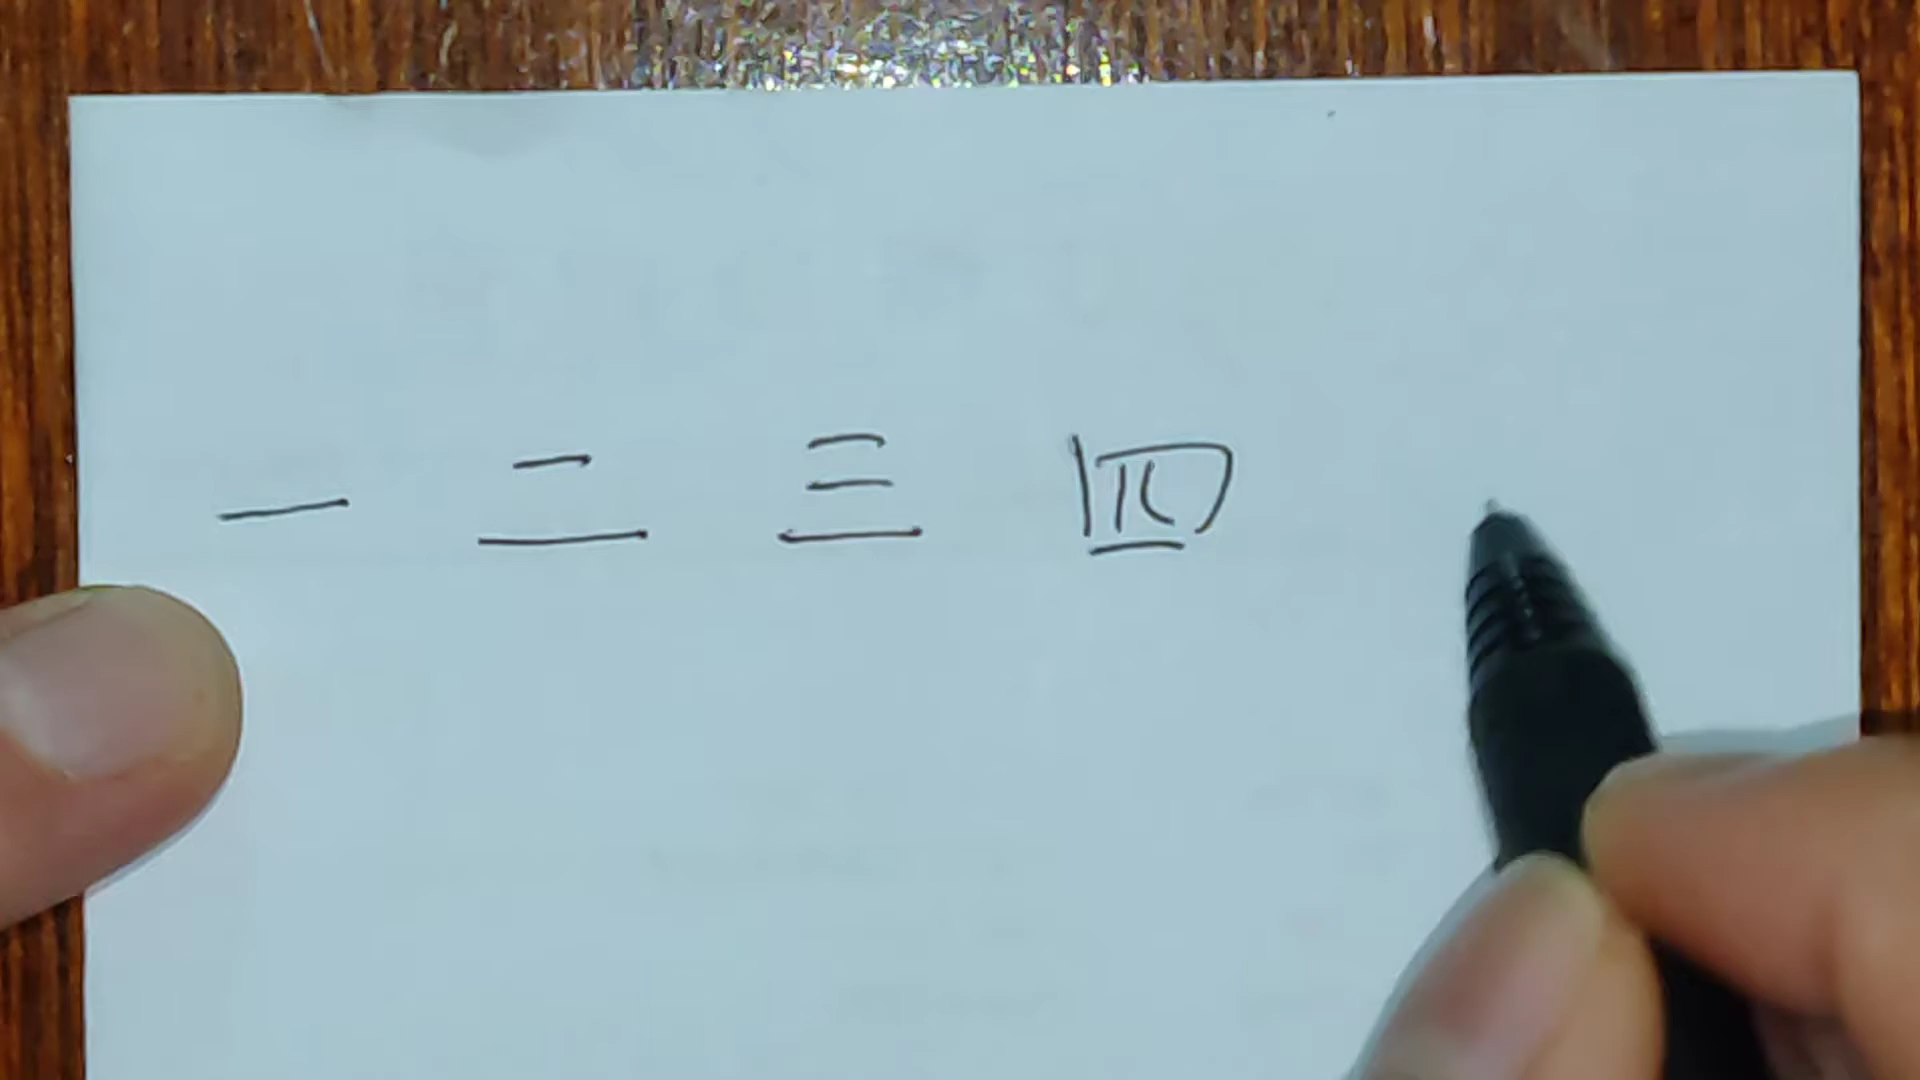 一 二 三 四